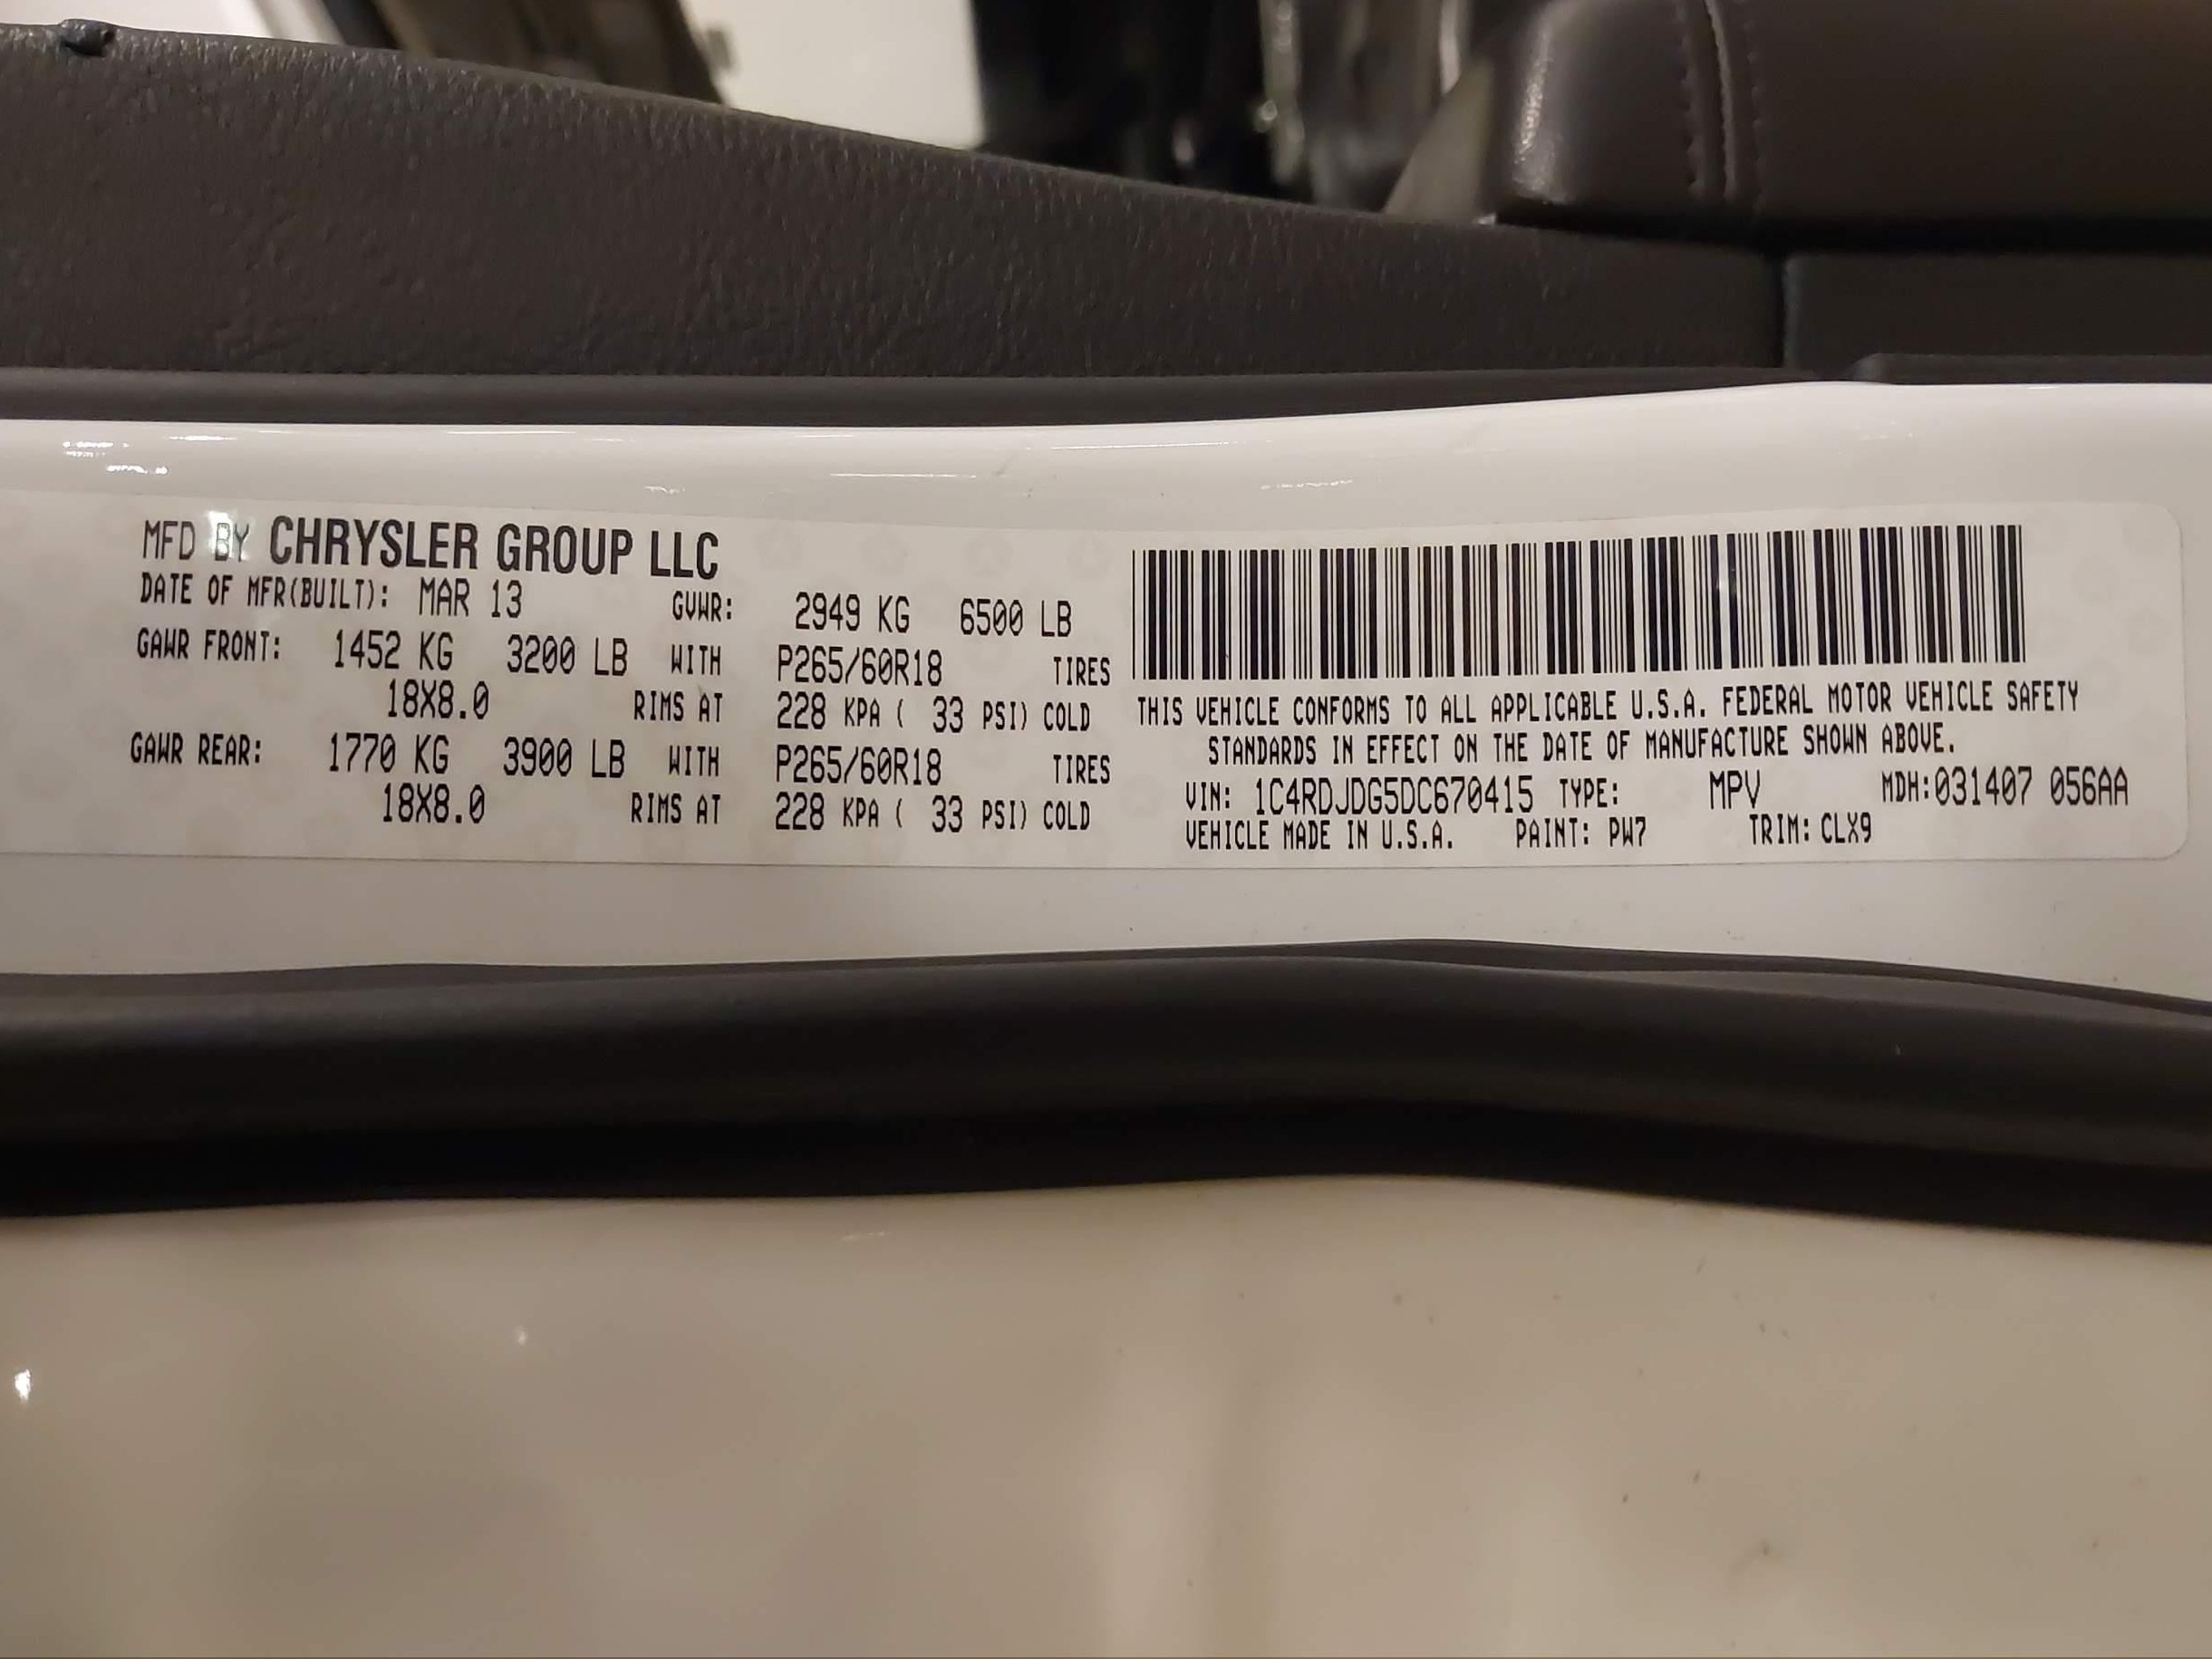 MFD BY CHRYSLER GROUP LLC
DATE OF MFR(BUILT): MAR 13 GVWR: 2949 KG 6500 LB
GAWR FRONT: 1452 KG 3200 LB WITH P265/60R18 TIRES
18X8.0 RIMS AT 228 KPA ( 33 PSI) COLD
GAWR REAR: 1770 KG 3900 LB WITH P265/60R18 TIRES
18X8.0 RIMS AT 228 KPA ( 33 PSI) COLD
THIS VEHICLE CONFORMS TO ALL APPLICABLE U.S.A. FEDERAL MOTOR VEHICLE SAFETY
STANDARDS IN EFFECT ON THE DATE OF MANUFACTURE SHOWN ABOVE.
VIN: 1C4RDJDG5DC670415 TYPE: MPV MDH:031407 056AA
VEHICLE MADE IN U.S.A. PAINT: PW7 TRIM: CLX9